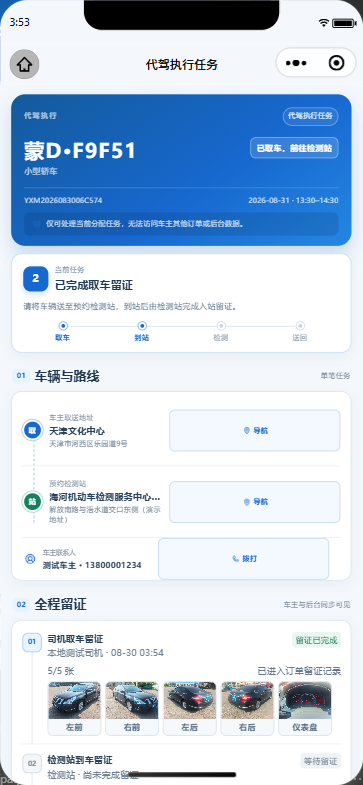 3:53
代驾执行任务
代驾执行
代驾执行任务
蒙D·F9F51
已取车，前往检测站
小型轿车
YXM2026083006C574
2026-08-31 · 13:30~14:30
仅可处理当前分配任务，无法访问车主其他订单或后台数据。
2
当前任务
已完成取车留证
请将车辆送至预约检测站，到站后由检测站完成入站留证。
取车
到站
检测
送回
01 车辆与路线
单笔任务
取
车主取送地址
天津文化中心
天津市河西区乐园道9号
导航
站
预约检测站
海河机动车检测服务中心...
解放南路与浯水道交口东侧（演示
地址）
导航
车主联系人
测试车主 · 13800001234
拨打
02 全程留证
车主与后台同步可见
01
司机取车留证
留证已完成
本地测试司机 · 08-30 03:54
5/5 张
已进入订单留证记录
左前
右前
左后
右后
仪表盘
02
检测站到车留证
等待留证
检测站 · 尚未完成留证